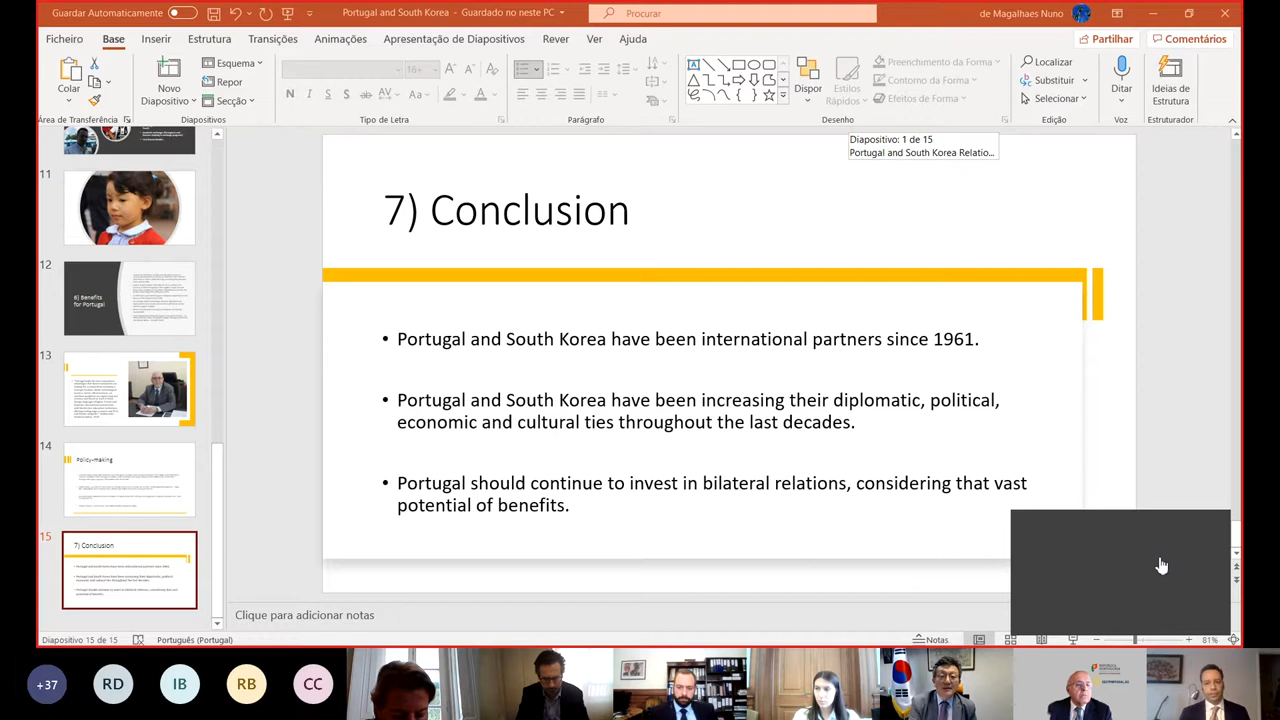 Guardar Automaticamente
Portugal and South Korea - Guardado no neste PC
Procurar
de Magalhaes Nuno
Ficheiro Base Inserir Estrutura Transições Animações Apresentação de Diapositivos Rever Ver Ajuda
Partilhar
Comentários
Colar
Novo
Diapositivo
Esquema
Repor
Secção
16+
Dispor
Estilos
Rápidos
Preenchimento da Forma
Contorno da Forma
Efeitos de Forma
Localizar
Substituir
Selecionar
Ditar
Ideias de
Estrutura
Área de Transferência
Diapositivos
Tipo de Letra
Parágrafo
Desenho
Edição
Voz
Estruturador
Diapositivo: 1 de 15
Portugal and South Korea Relatio...
11
12
6) Benefits
for Portugal
13
14
Policy-making
15
7) Conclusion
7) Conclusion
• Portugal and South Korea have been international partners since 1961.
• Portugal and South Korea have been increasing their diplomatic, political,
economic and cultural ties throughout the last decades.
• Portugal should continue to invest in bilateral relations, considering that vast
potential of benefits.
Clique para adicionar notas
Diapositivo 15 de 15
Português (Portugal)
Notas
81%
+37
RD
IB
RB
CC